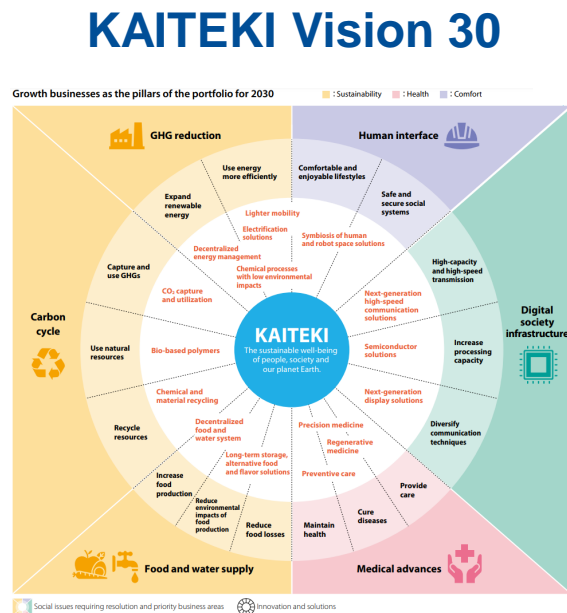 KAITEKI Vision 30
Growth businesses as the pillars of the portfolio for 2030
: Sustainability
: Health
: Comfort
GHG reduction
Human interface
Use energy
more efficiently
Comfortable and
enjoyable lifestyles
Expand
renewable
energy
Safe and
secure social
systems
Lighter mobility
Electrification
solutions
Symbiosis of human
and robot space solutions
Decentralized
energy management
Chemical processes
with low environmental
impacts
Capture and
use GHGs
High-capacity
and high-speed
transmission
CO₂ capture
and utilization
Next-generation
high-speed
communication
solutions
Carbon
cycle
Digital
society
infrastructure
KAITEKI
The sustainable well-being
of people, society and
our planet Earth.
Use natural
resources
Bio-based polymers
Semiconductor
solutions
Increase
processing
capacity
Chemical and
material recycling
Next-generation
display solutions
Recycle
resources
Diversify
communication
techniques
Decentralized
food and
water system
Precision medicine
Regenerative
medicine
Long-term storage,
alternative food
and flavor solutions
Preventive care
Increase
food
production
Reduce
environmental
impacts of
food
production
Reduce
food losses
Maintain
health
Cure
diseases
Provide
care
Food and water supply
Medical advances
Social issues requiring resolution and priority business areas
Innovation and solutions